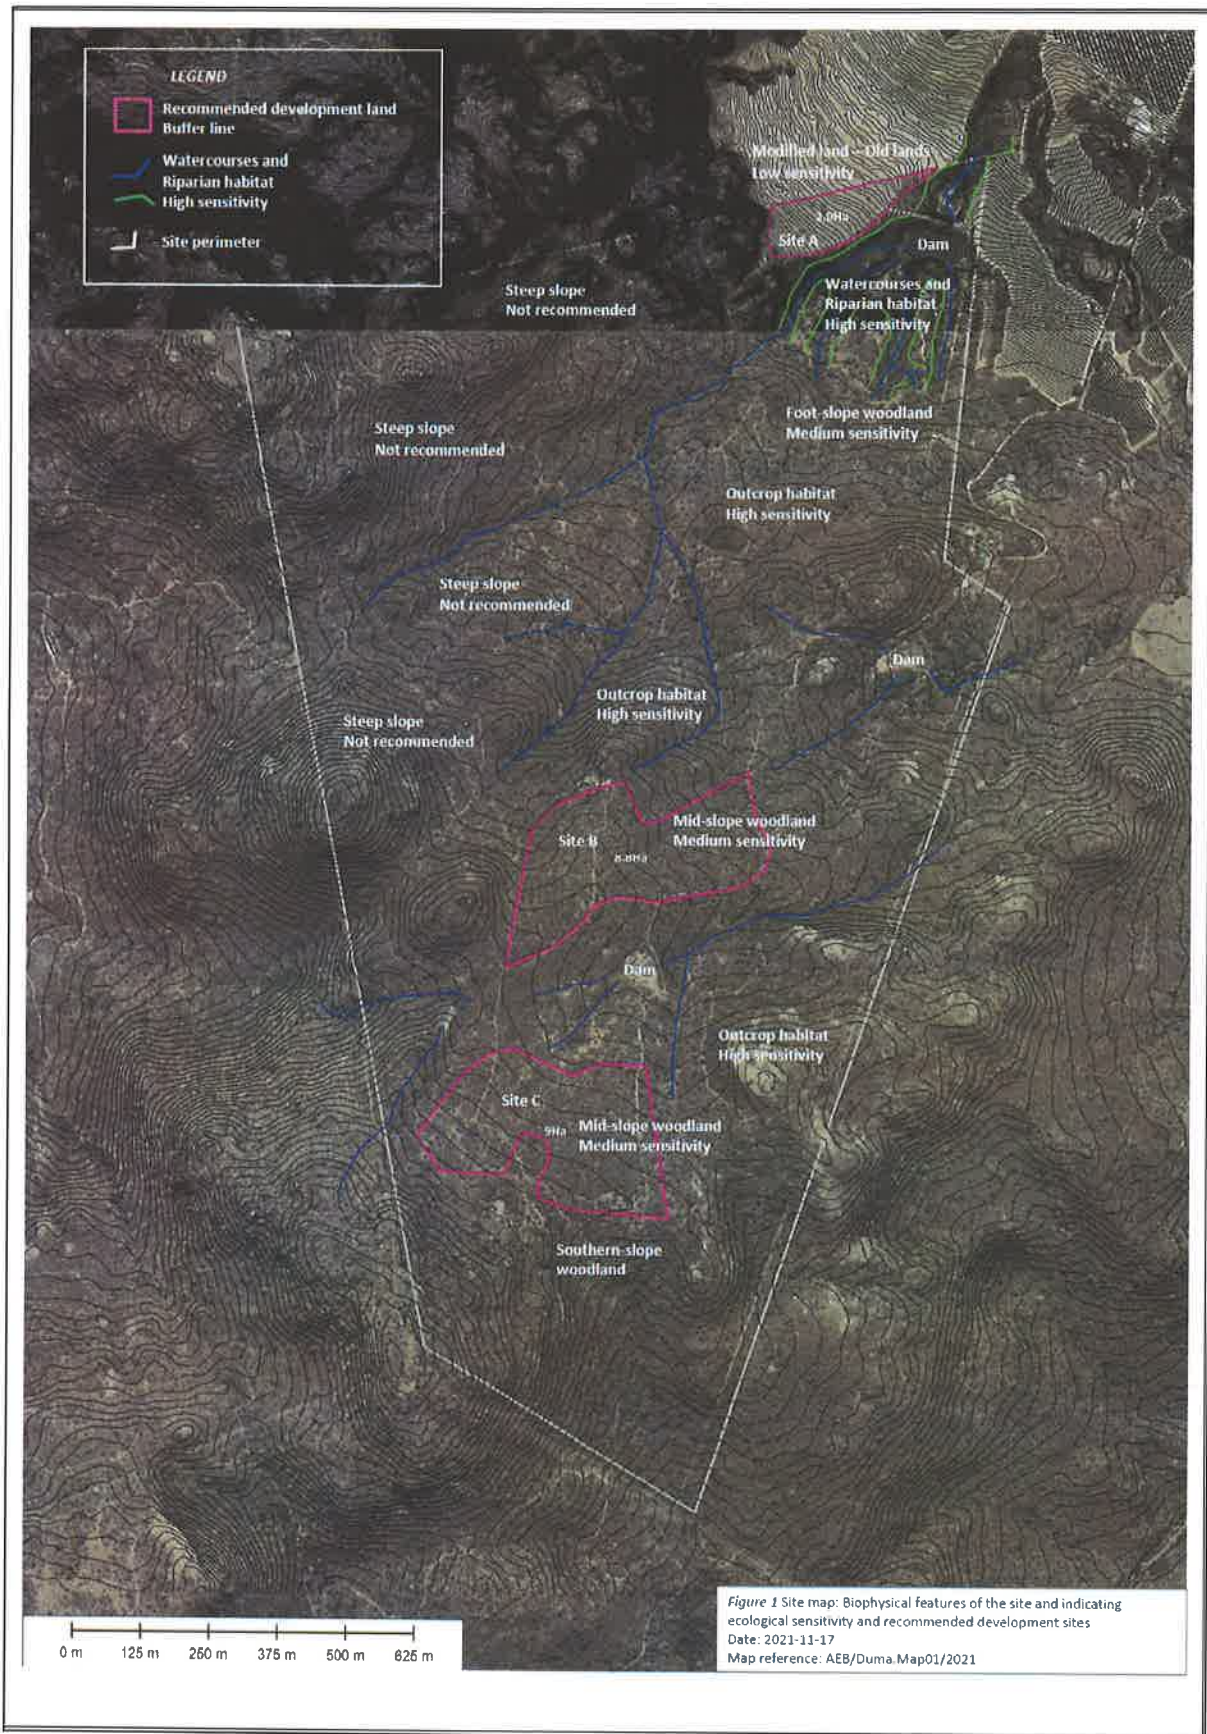 LEGEND
Recommended development land
Buffer line
Watercourses and
Riparian habitat
High sensitivity
Site perimeter
Modified land – Old lands
Low sensitivity
Site A
Dam
Watercourses and
Riparian habitat
High sensitivity
Steep slope
Not recommended
Foot-slope woodland
Medium sensitivity
Steep slope
Not recommended
Outcrop habitat
High sensitivity
Steep slope
Not recommended
Dam
Outcrop habitat
High sensitivity
Steep slope
Not recommended
Mid-slope woodland
Medium sensitivity
Site B
8.8Ha
Dam
Outcrop habitat
High sensitivity
Site C
9Ha
Mid-slope woodland
Medium sensitivity
Southern-slope
woodland
0 m 125 m 250 m 375 m 500 m 625 m
Figure 1 Site map: Biophysical features of the site and indicating
ecological sensitivity and recommended development sites
Date: 2021-11-17
Map reference: AEB/Duma.Map01/2021